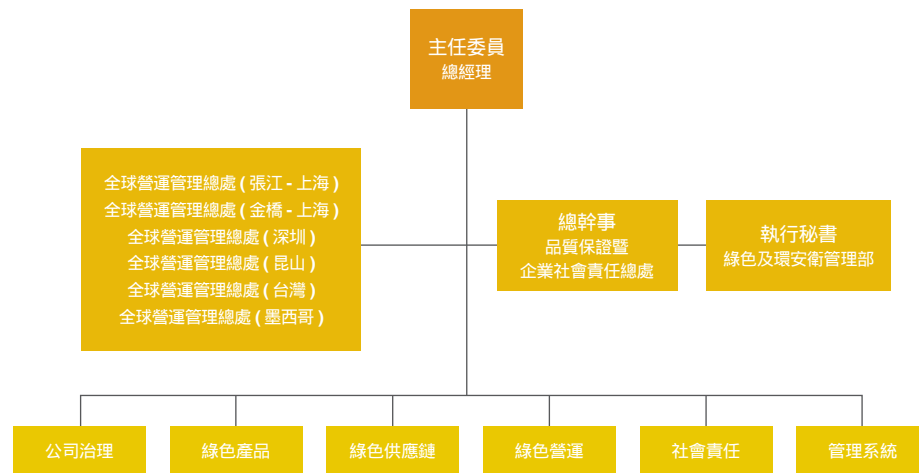 主任委員
總經理
全球營運管理總處 ( 張江 - 上海 )
全球營運管理總處 ( 金橋 - 上海 )
全球營運管理總處 ( 深圳 )
全球營運管理總處 ( 昆山 )
全球營運管理總處 ( 台灣 )
全球營運管理總處 ( 墨西哥 )
總幹事
品質保證暨
企業社會責任總處
執行秘書
綠色及環安衛管理部
公司治理
綠色產品
綠色供應鏈
綠色營運
社會責任
管理系統